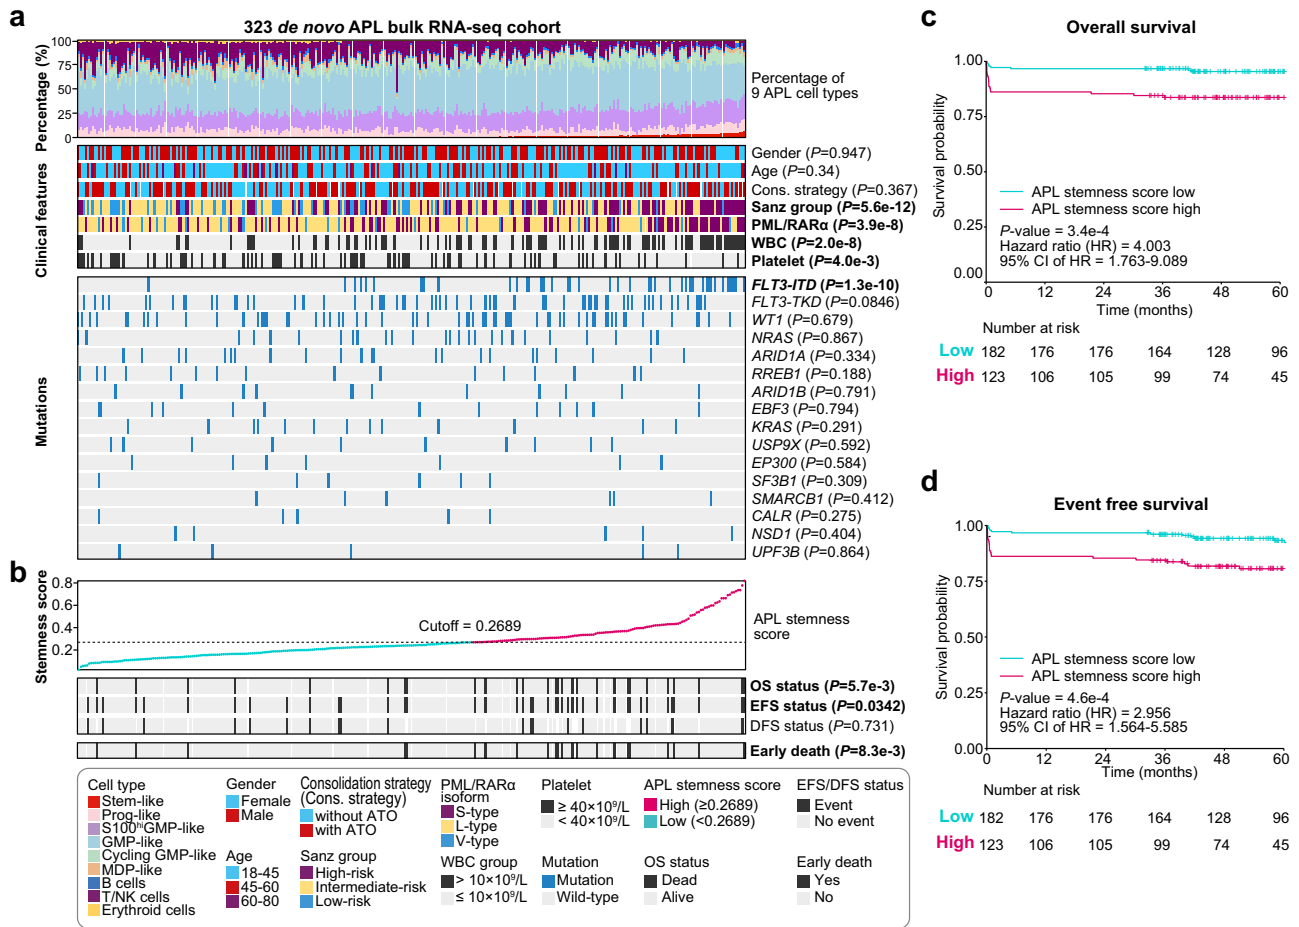 a
323 de novo APL bulk RNA-seq cohort
Percentage (%)
100
75
50
25
0
Percentage of
9 APL cell types
Clinical features
Gender (P=0.947)
Age (P=0.34)
Cons. strategy (P=0.367)
Sanz group (P=5.6e-12)
PML/RARα (P=3.9e-8)
WBC (P=2.0e-8)
Platelet (P=4.0e-3)
Mutations
FLT3-ITD (P=1.3e-10)
FLT3-TKD (P=0.0846)
WT1 (P=0.679)
NRAS (P=0.867)
ARID1A (P=0.334)
RREB1 (P=0.188)
ARID1B (P=0.791)
EBF3 (P=0.794)
KRAS (P=0.291)
USP9X (P=0.592)
EP300 (P=0.584)
SF3B1 (P=0.309)
SMARCB1 (P=0.412)
CALR (P=0.275)
NSD1 (P=0.404)
UPF3B (P=0.864)
b
Stemness score
0.8
0.6
0.4
0.2
Cutoff = 0.2689
APL stemness
score
OS status (P=5.7e-3)
EFS status (P=0.0342)
DFS status (P=0.731)
Early death (P=8.3e-3)
Cell type
Stem-like
Prog-like
S100ʰⁱGMP-like
GMP-like
Cycling GMP-like
MDP-like
B cells
T/NK cells
Erythroid cells
Gender
Female
Male
Age
18-45
45-60
60-80
Consolidation strategy
(Cons. strategy)
without ATO
with ATO
Sanz group
High-risk
Intermediate-risk
Low-risk
PML/RARα
isoform
S-type
L-type
V-type
WBC group
> 10×10⁹/L
≤ 10×10⁹/L
Platelet
≥ 40×10⁹/L
< 40×10⁹/L
Mutation
Mutation
Wild-type
APL stemness score
High (≥0.2689)
Low (<0.2689)
OS status
Dead
Alive
EFS/DFS status
Event
No event
Early death
Yes
No
c
Overall survival
Survival probability
1.00
0.75
0.50
0.25
0.00
APL stemness score low
APL stemness score high
P-value = 3.4e-4
Hazard ratio (HR) = 4.003
95% CI of HR = 1.763-9.089
0 12 24 36 48 60
Time (months)
Number at risk
Low 182 176 176 164 128 96
High 123 106 105 99 74 45
d
Event free survival
Survival probability
1.00
0.75
0.50
0.25
0.00
APL stemness score low
APL stemness score high
P-value = 4.6e-4
Hazard ratio (HR) = 2.956
95% CI of HR = 1.564-5.585
0 12 24 36 48 60
Time (months)
Number at risk
Low 182 176 176 164 128 96
High 123 106 105 99 74 45